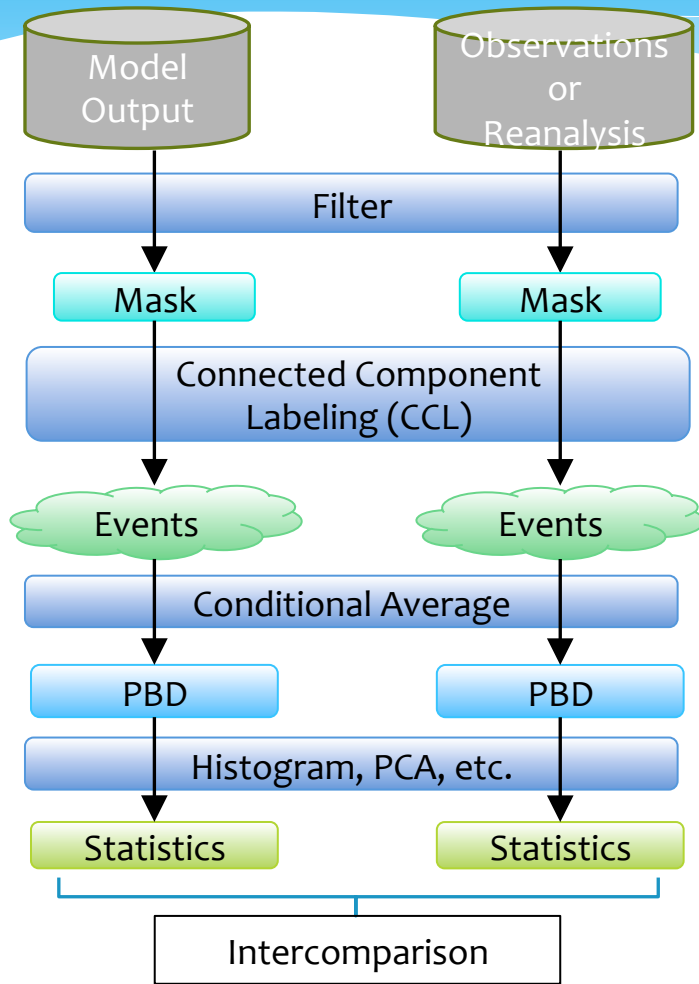 Model
Output
Observations
or
Reanalysis
Filter
Mask
Mask
Connected Component
Labeling (CCL)
Events
Events
Conditional Average
PBD
PBD
Histogram, PCA, etc.
Statistics
Statistics
Intercomparison